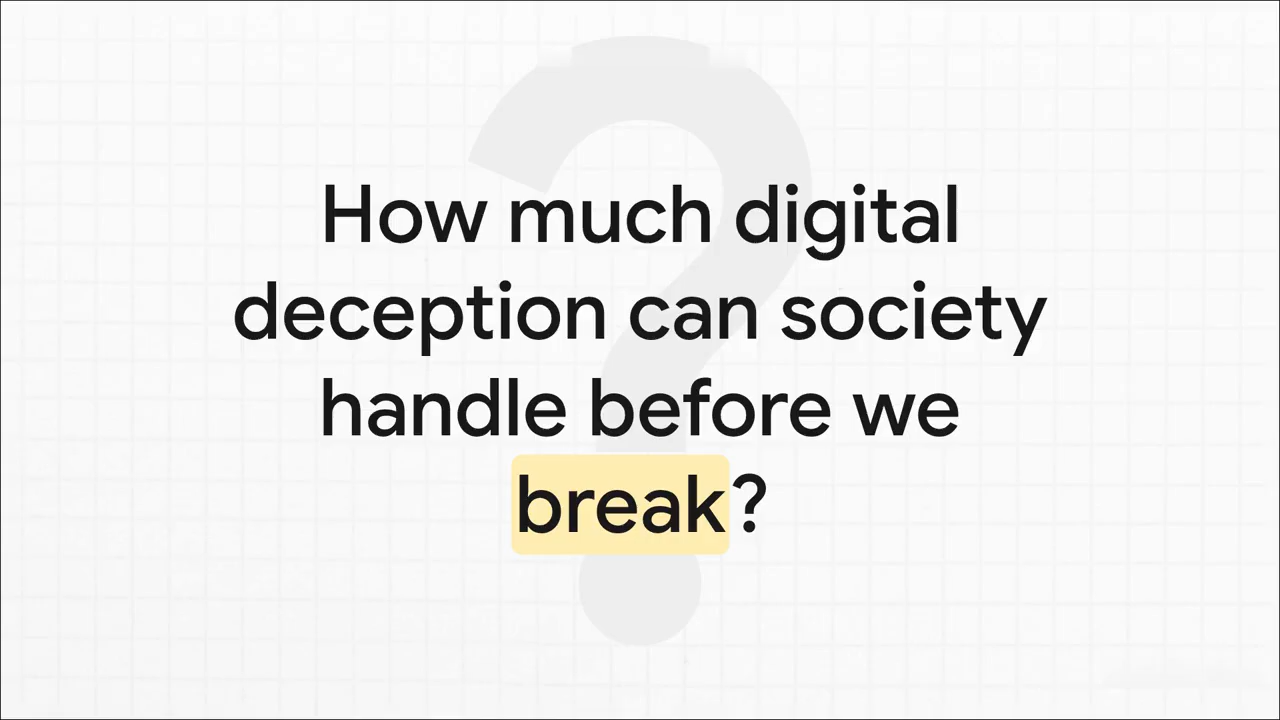 How much digital
deception can society
handle before we
break?